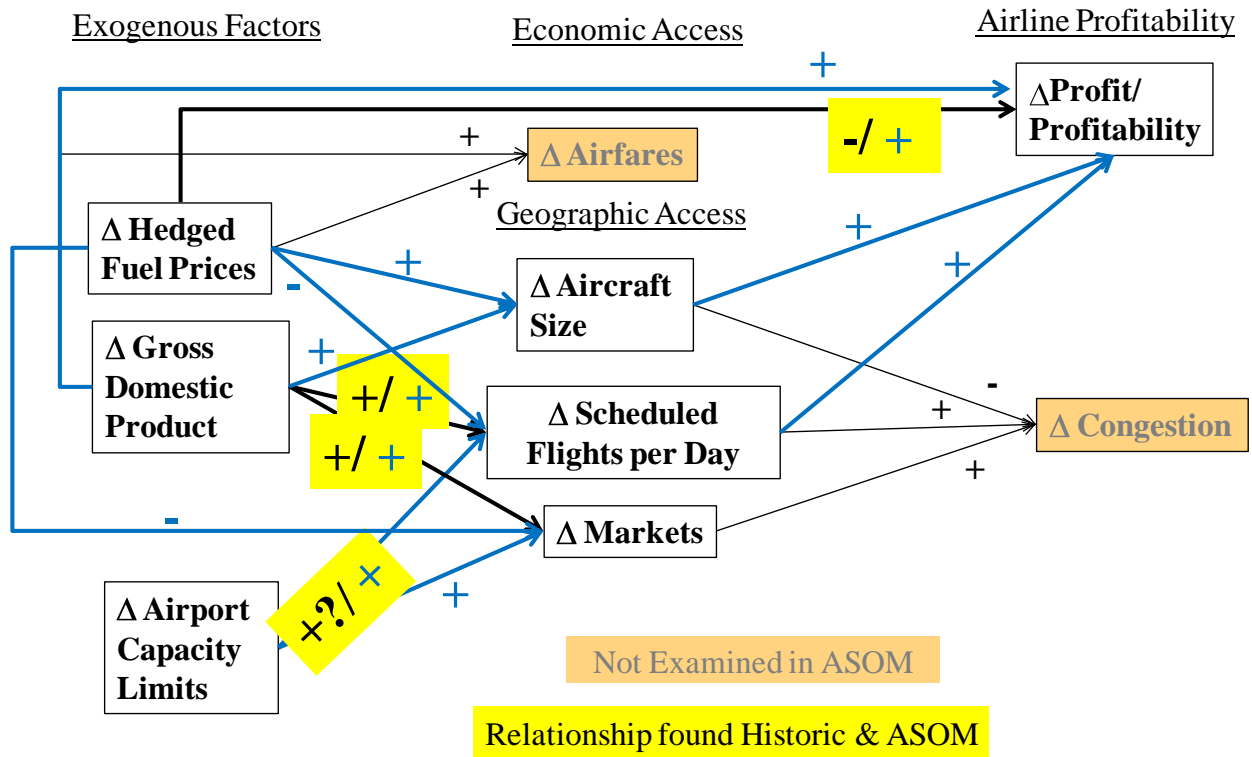 Exogenous Factors
Economic Access
Airline Profitability
+
Δ Profit/
Profitability
-/ +
+
Δ Airfares
+
Geographic Access
Δ Hedged
Fuel Prices
+
+
+
-
Δ Aircraft
Size
Δ Gross
Domestic
Product
+
+/ +
+/ +
-
+
+
Δ Scheduled
Flights per Day
Δ Congestion
-
Δ Markets
+?/ +
+
Δ Airport
Capacity
Limits
Not Examined in ASOM
Relationship found Historic & ASOM